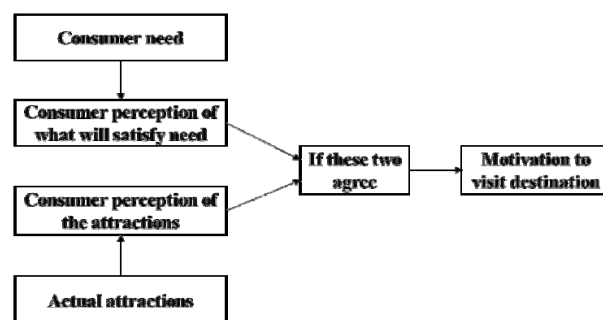 Consumer need
Consumer perception of
what will satisfy need
If these two
agree
Motivation to
visit destination
Consumer perception of
the attractions
Actual attractions